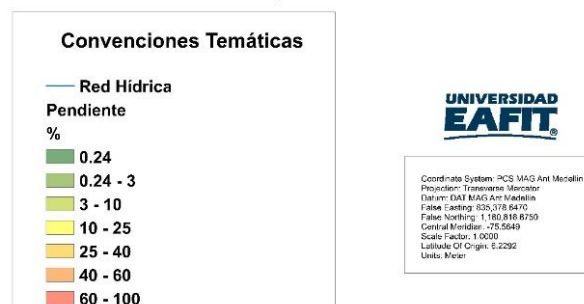 Convenciones Temáticas
Red Hídrica
Pendiente
%
0.24
0.24 - 3
3 - 10
10 - 25
25 - 40
40 - 60
60 - 100
UNIVERSIDAD
EAFIT®
Coordinate System: PCS MAG Ant Medellin
Projection: Transverse Mercator
Datum: DAT MAG Ant Medellin
False Easting: 835,378.6470
False Northing: 1,180,818.8750
Central Meridian: -75.5649
Scale Factor: 1.0000
Latitude Of Origin: 6.2292
Units: Meter